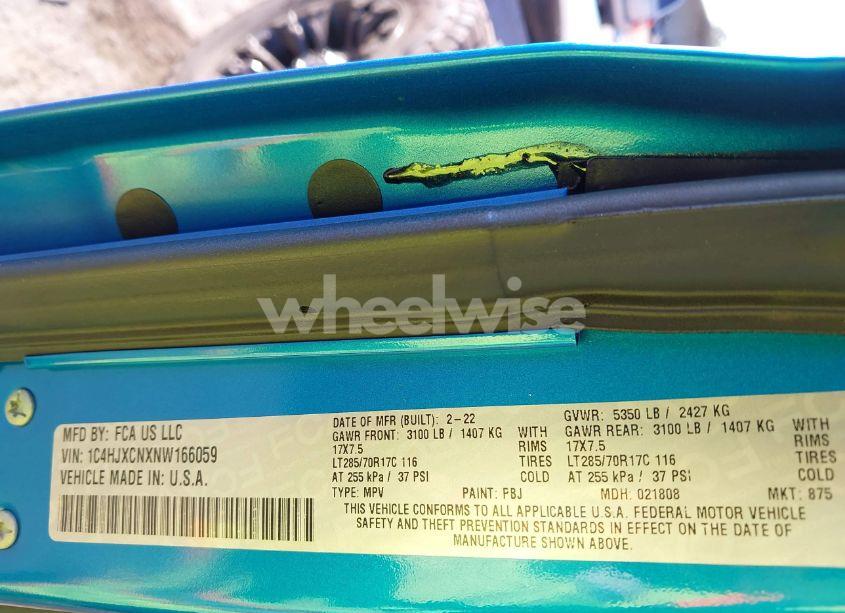 wheelwise
MFD BY: FCA US LLC
VIN: 1C4HJXCNXNW166059
VEHICLE MADE IN U.S.A.
DATE OF MFR (BUILT): 2-22 GVWR: 5350 LB / 2427 KG
GAWR FRONT: 3100 LB / 1407 KG WITH GAWR REAR: 3100 LB / 1407 KG WITH
17X7.5 RIMS 17X7.5 RIMS
LT285/70R17C 116 TIRES LT285/70R17C 116 TIRES
AT 255 kPa / 37 PSI COLD AT 255 kPa / 37 PSI COLD
TYPE: MPV PAINT: PBJ MDH: 021808 MKT: 875
THIS VEHICLE CONFORMS TO ALL APPLICABLE U.S.A. FEDERAL MOTOR VEHICLE
SAFETY AND THEFT PREVENTION STANDARDS IN EFFECT ON THE DATE OF
MANUFACTURE SHOWN ABOVE.